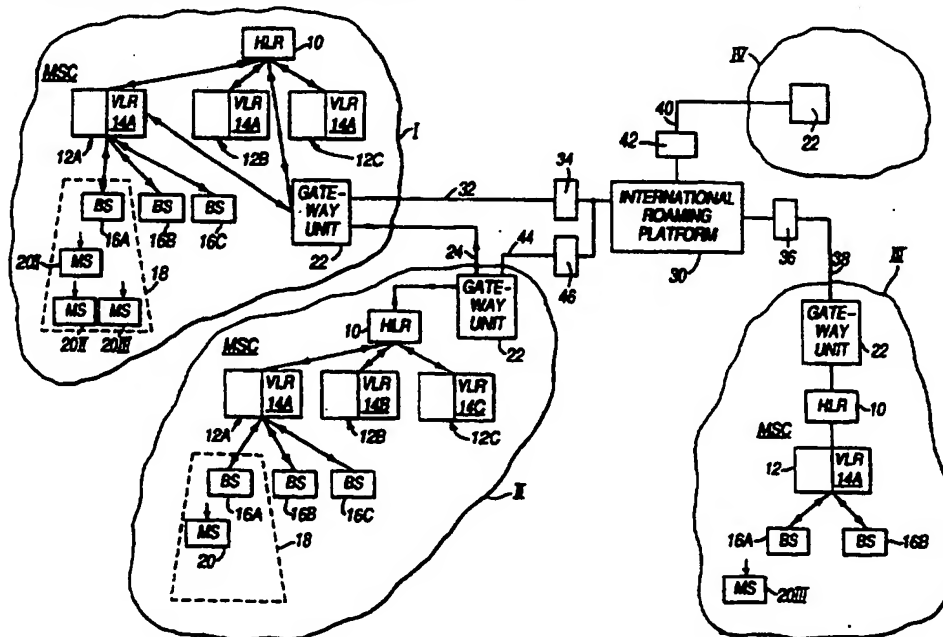 HLR
10
MSC
VLR
14A
VLR
14A
VLR
14A
I
12A
12B
12C
BS
BS
BS
16A
16B
16C
GATE-
WAY
UNIT
22
MS
18
MS
MS
20II
20III
32
34
24
44
46
INTERNATIONAL
ROAMING
PLATFORM
30
IV
40
42
22
36
38
III
GATE-
WAY
UNIT
22
10
HLR
MSC
VLR
14A
VLR
14B
VLR
14C
12A
12B
12C
BS
BS
BS
16A
16B
16C
MS
20
18
II
GATE-
WAY
UNIT
22
HLR
10
MSC
12
VLR
14A
16A
BS
BS
16B
MS
20III